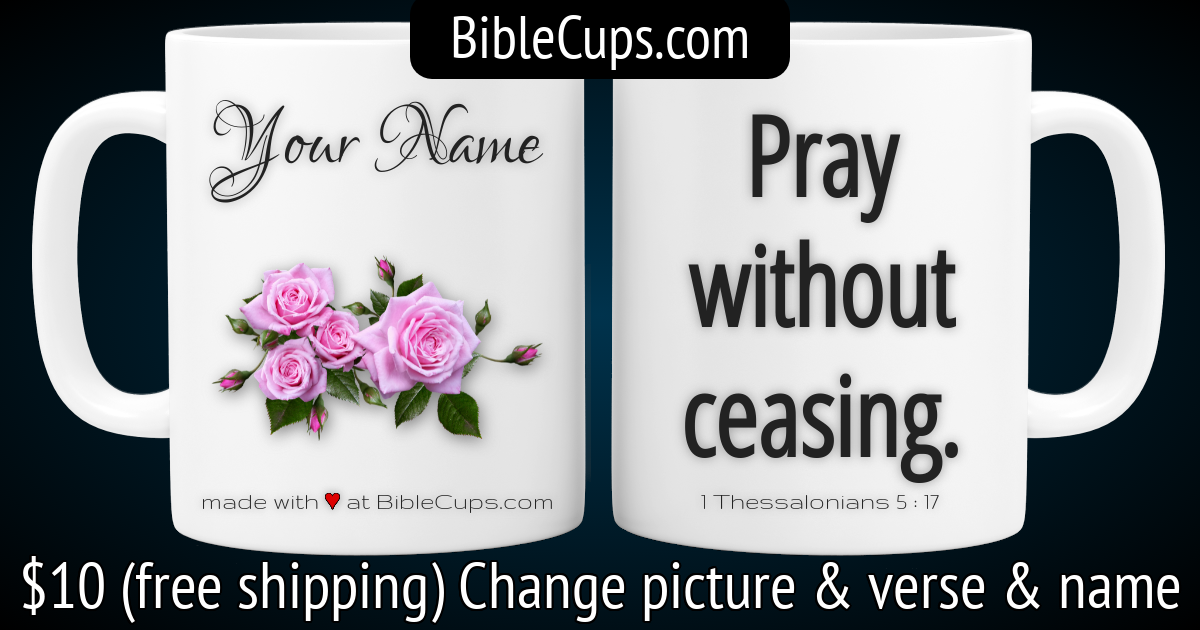 BibleCups.com
Your Name
made with ♥ at BibleCups.com
Pray
without
ceasing.
1 Thessalonians 5 : 17
$10 (free shipping) Change picture & verse & name